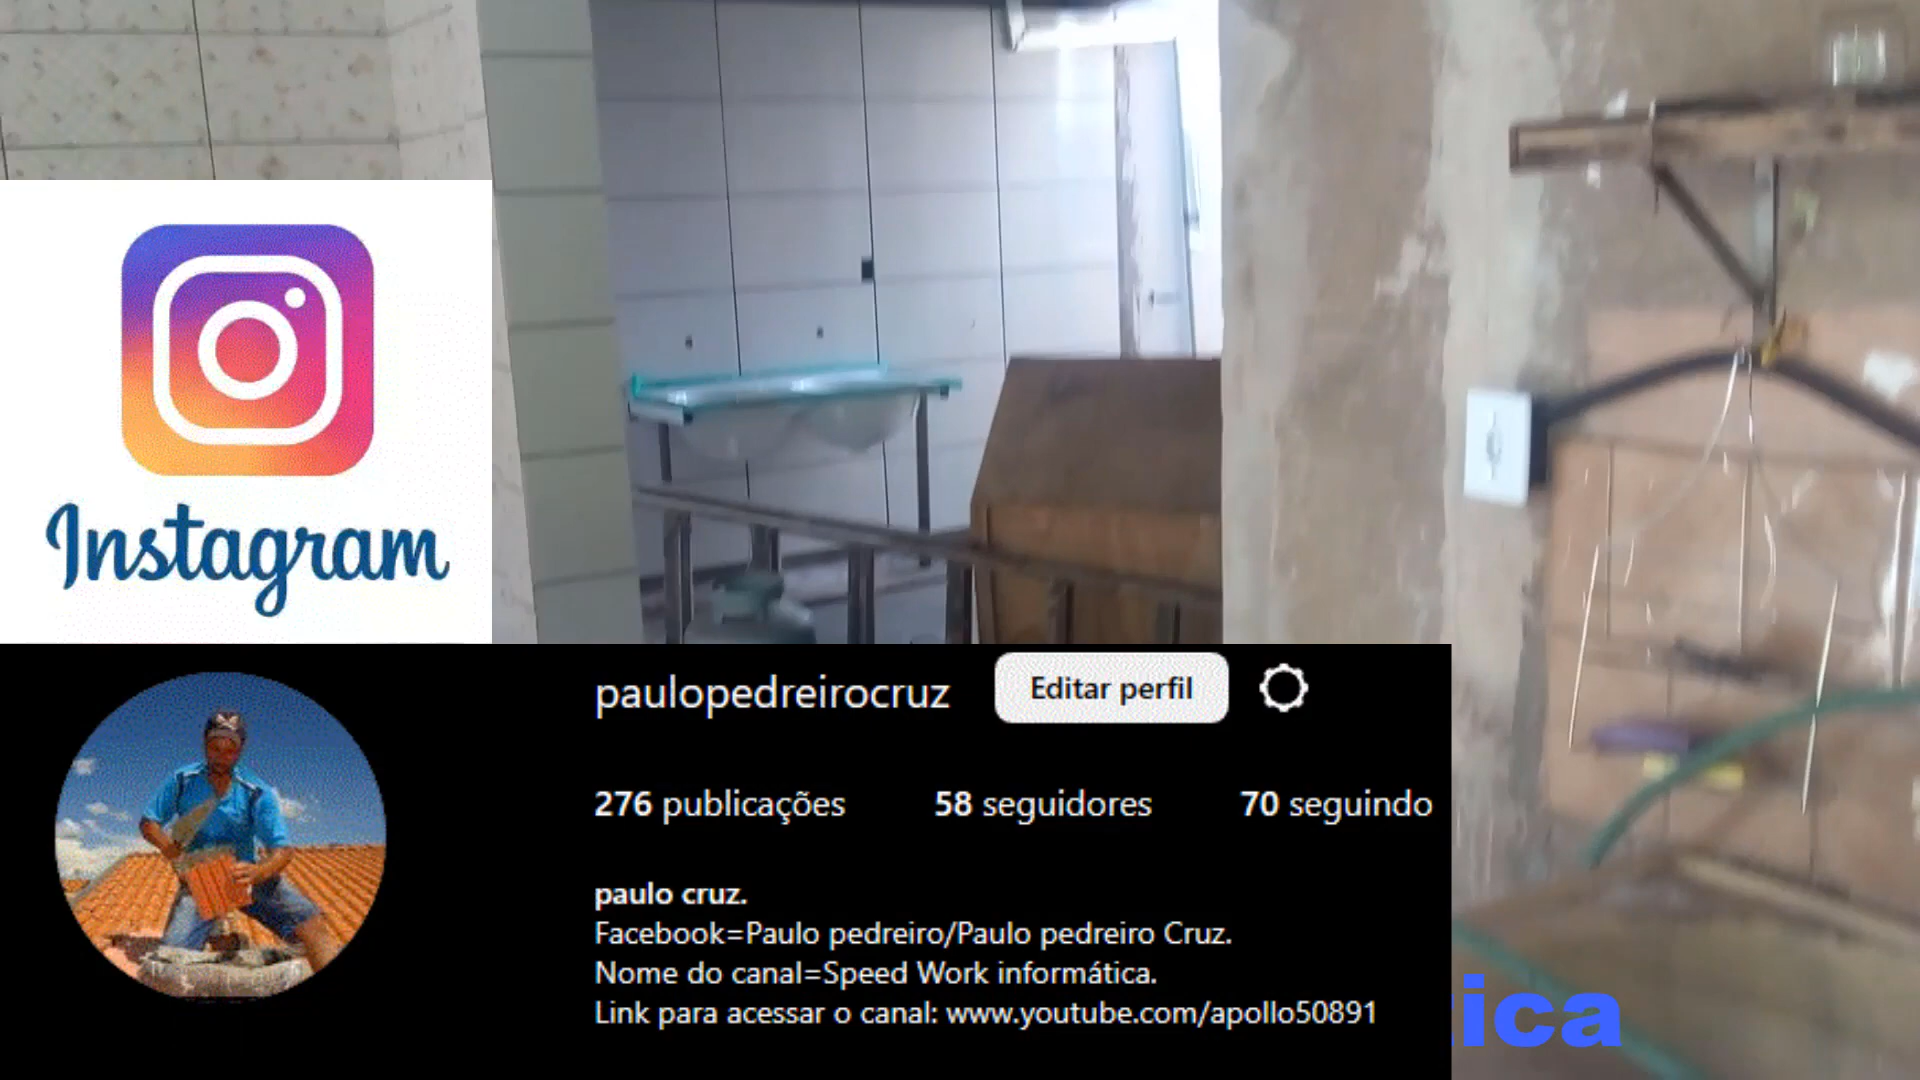 Instagram
paulopedreirocruz Editar perfil
276 publicações 58 seguidores 70 seguindo
paulo cruz.
Facebook=Paulo pedreiro/Paulo pedreiro Cruz.
Nome do canal=Speed Work informática.
Link para acessar o canal: www.youtube.com/apollo50891
ica